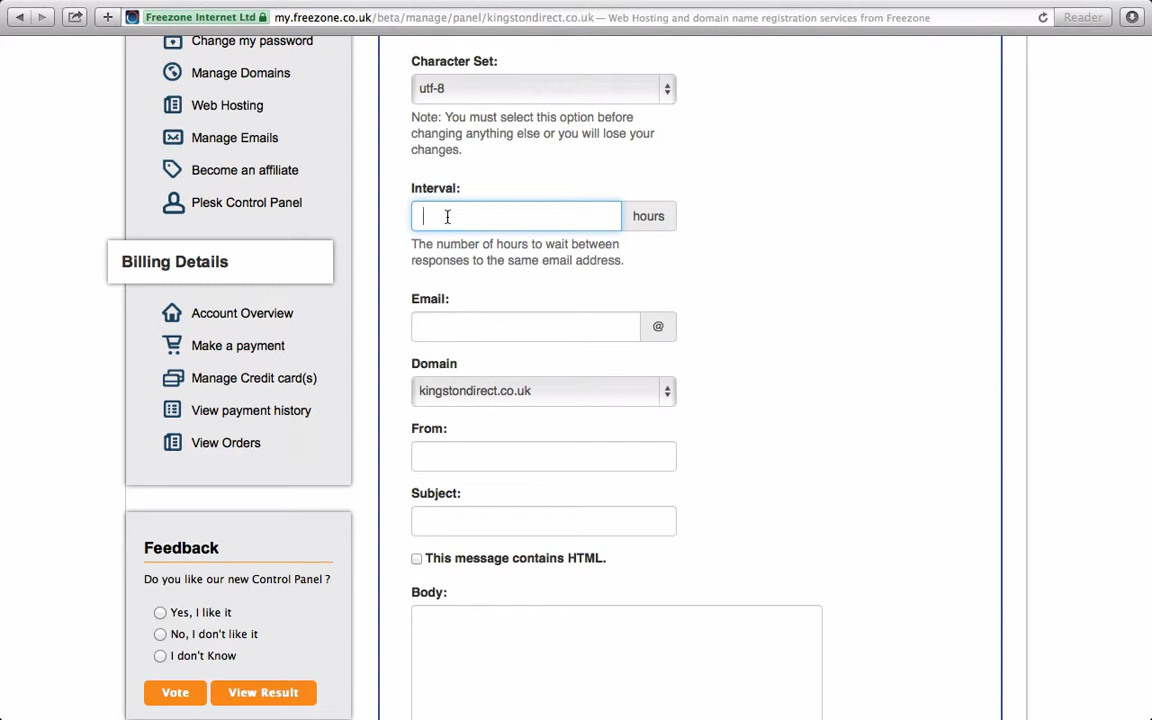 Freezone Internet Ltd my.freezone.co.uk/beta/manage/panel/kingstondirect.co.uk — Web Hosting and domain name registration services from Freezone
Reader
Change my password
Manage Domains
Web Hosting
Manage Emails
Become an affiliate
Plesk Control Panel
Billing Details
Account Overview
Make a payment
Manage Credit card(s)
View payment history
View Orders
Feedback
Do you like our new Control Panel ?
Yes, I like it
No, I don't like it
I don't Know
Vote View Result
Character Set:
utf-8
Note: You must select this option before
changing anything else or you will lose your
changes.
Interval:
hours
The number of hours to wait between
responses to the same email address.
Email:
@
Domain
kingstondirect.co.uk
From:
Subject:
This message contains HTML.
Body: